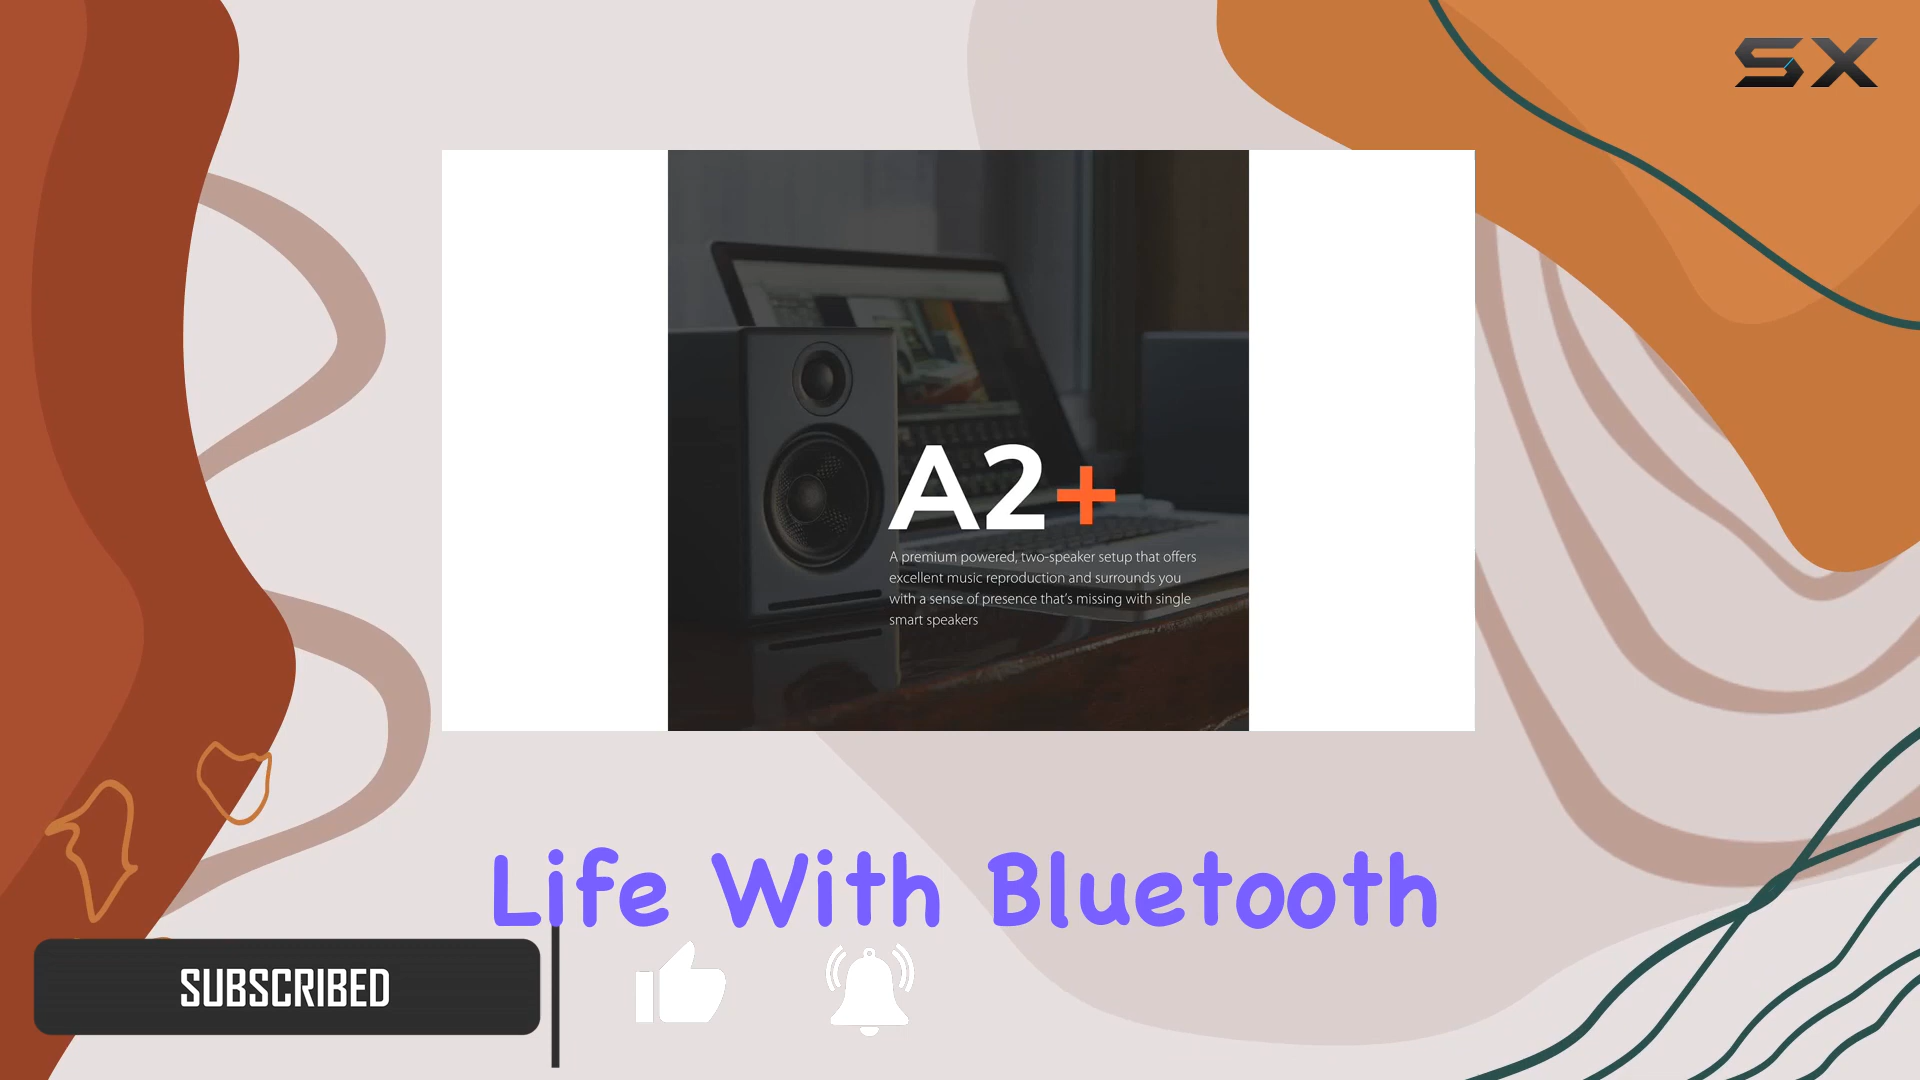 SX
A2+
A premium powered, two-speaker setup that offers
excellent music reproduction and surrounds you
with a sense of presence that's missing with single
smart speakers
Life With Bluetooth
SUBSCRIBED